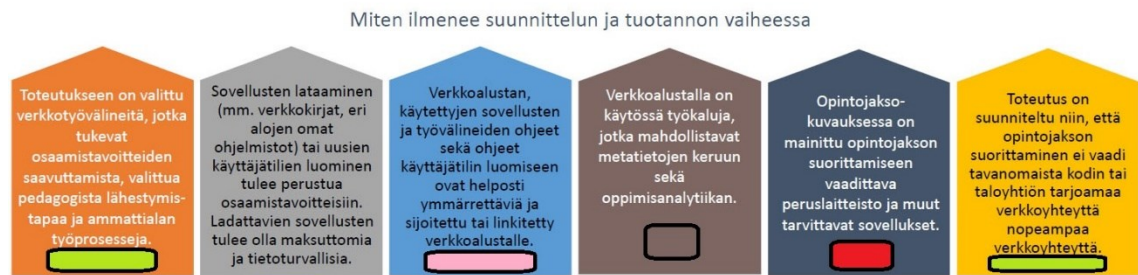 Miten ilmenee suunnittelun ja tuotannon vaiheessa
Toteutukseen on valittu
verkkotyövälineitä, jotka
tukevat
osaamistavoitteiden
saavuttamista, valittua
pedagogista lähestymis-
tapaa ja ammattialan
työprosesseja.
Sovellusten lataaminen
(mm. verkkokirjat, eri
alojen omat
ohjelmistot) tai uusien
käyttäjätilien luominen
tulee perustua
osaamistavoitteisiin.
Ladattavien sovellusten
tulee olla maksuttomia
ja tietoturvallisia.
Verkkoalustan,
käytettyjen sovellusten
ja työvälineiden ohjeet
sekä ohjeet
käyttäjätilin luomiseen
ovat helposti
ymmärrettäviä ja
sijoitettu tai linkitetty
verkkoalustalle.
Verkkoalustalla on
käytössä työkaluja,
jotka mahdollistavat
metatietojen keruun
sekä
oppimisanalytiikan.
Opintojakso-
kuvauksessa on
mainittu opintojakson
suorittamiseen
vaadittava
peruslaitteisto ja muut
tarvittavat sovellukset.
Toteutus on
suunniteltu niin, että
opintojakson
suorittaminen ei vaadi
tavanomaista kodin tai
taloyhtiön tarjoamaa
verkkoyhteyttä
nopeampaa
verkkoyhteyttä.